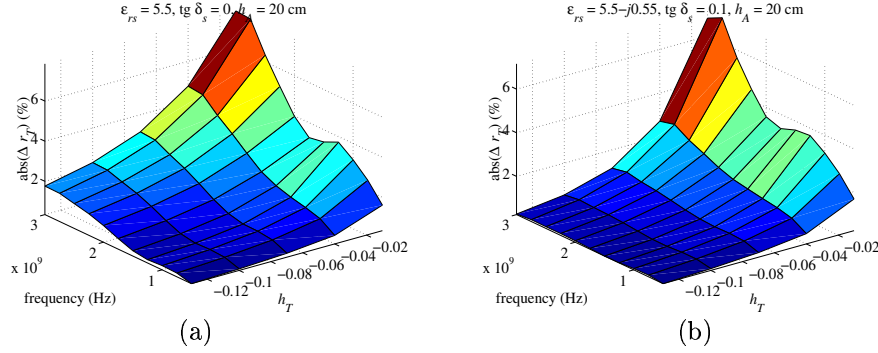 ε_rs = 5.5, tg δ_s = 0, h_A = 20 cm
abs(Δ r_T) (%)
6
4
2
3
2
1
x 10^9
frequency (Hz)
−0.12
−0.1
−0.08
−0.06
−0.04
−0.02
h_T
(a)
ε_rs = 5.5−j0.55, tg δ_s = 0.1, h_A = 20 cm
abs(Δ r_T) (%)
6
4
2
3
2
1
x 10^9
frequency (Hz)
−0.12
−0.1
−0.08
−0.06
−0.04
−0.02
h_T
(b)